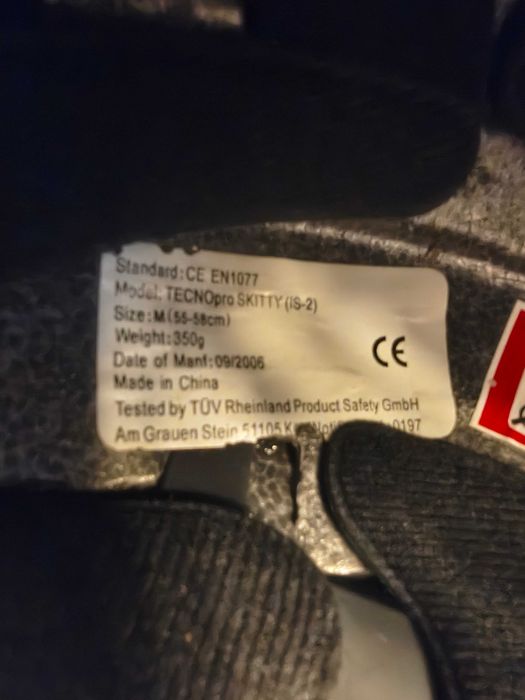 Standard:CE EN1077
Model: TECNOpro SKITTY(IS-2)
Size:M(55-58cm)
Weight:350g
CE
Date of Manf:09/2006
Made in China
Tested by TÜV Rheinland Product Safety GmbH
Am Grauen Stein 51105 0197